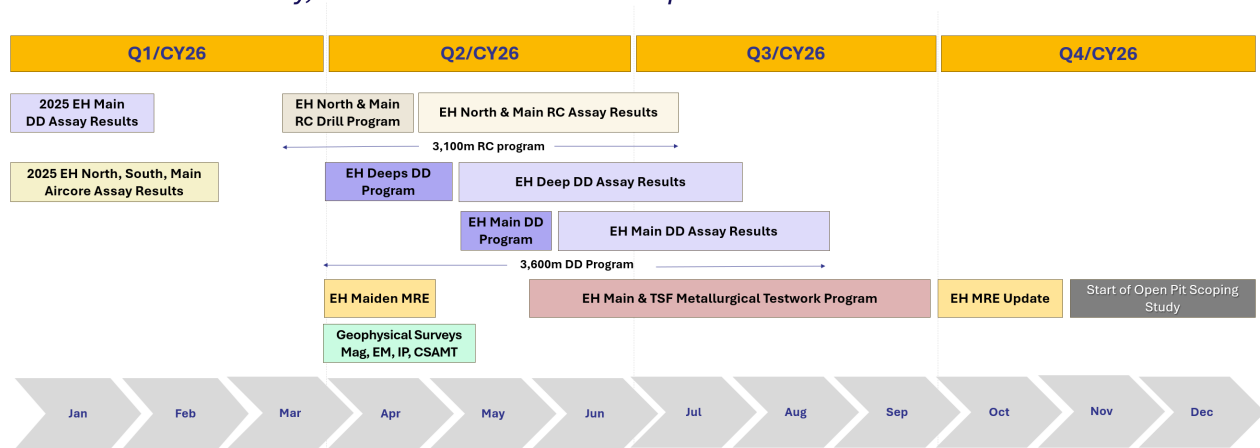 Q1/CY26
Q2/CY26
Q3/CY26
Q4/CY26
2025 EH Main
DD Assay Results
EH North & Main
RC Drill Program
EH North & Main RC Assay Results
3,100m RC program
2025 EH North, South, Main
Aircore Assay Results
EH Deeps DD
Program
EH Deep DD Assay Results
EH Main DD
Program
EH Main DD Assay Results
3,600m DD Program
EH Maiden MRE
EH Main & TSF Metallurgical Testwork Program
EH MRE Update
Start of Open Pit Scoping
Study
Geophysical Surveys
Mag, EM, IP, CSAMT
Jan
Feb
Mar
Apr
May
Jun
Jul
Aug
Sep
Oct
Nov
Dec